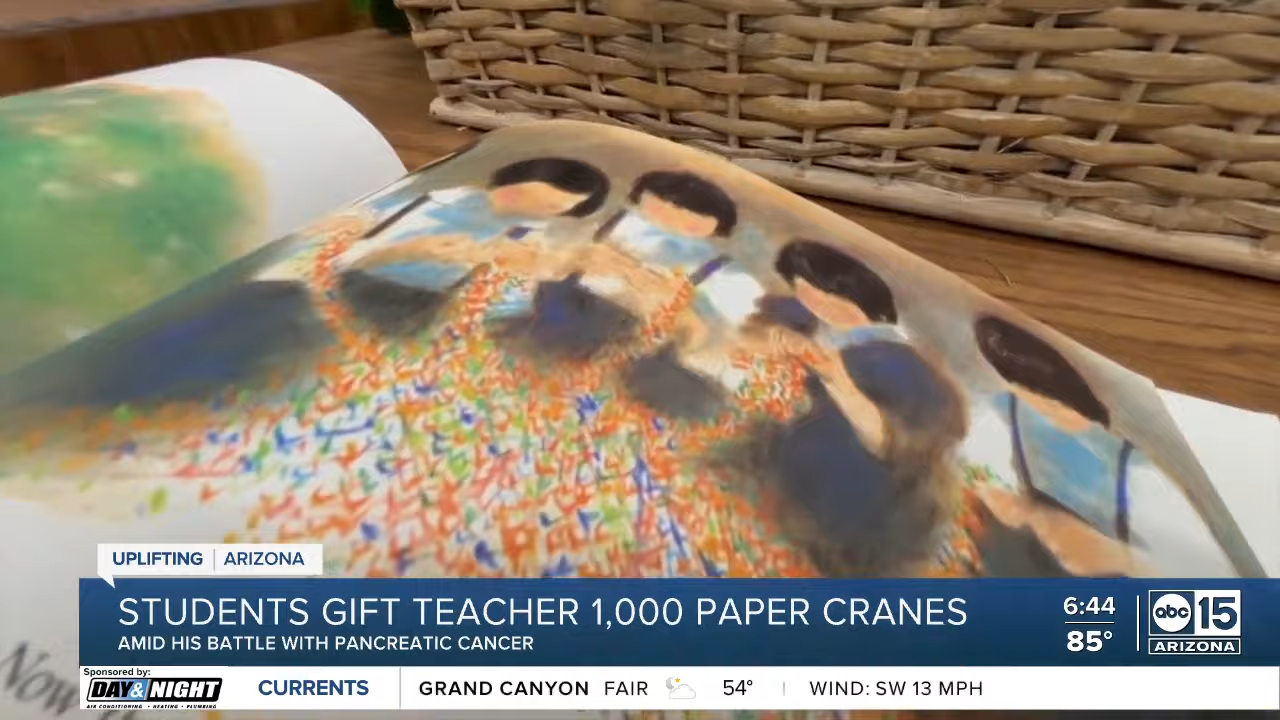 UPLIFTING | ARIZONA
STUDENTS GIFT TEACHER 1,000 PAPER CRANES
AMID HIS BATTLE WITH PANCREATIC CANCER
6:44
85°
abc 15
ARIZONA
Sponsored by:
DAY & NIGHT
AIR CONDITIONING • HEATING • PLUMBING
CURRENTS
GRAND CANYON FAIR 54° WIND: SW 13 MPH
Now